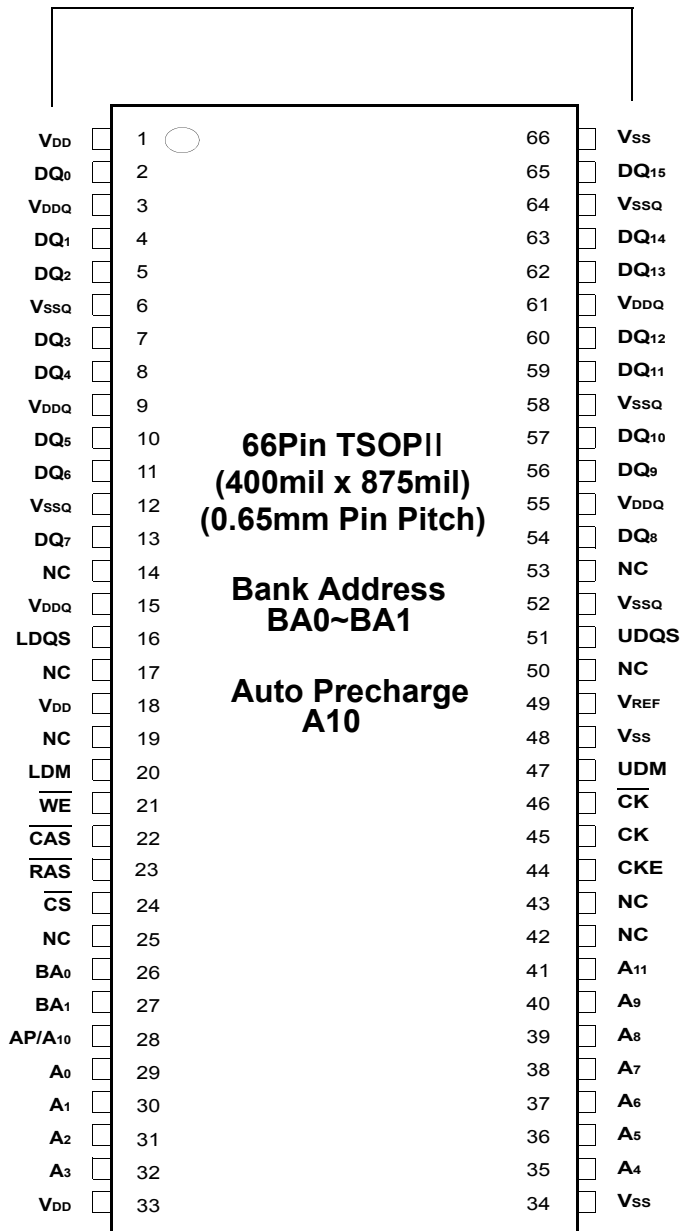 VDD 1 66 VSS
DQ0 2 65 DQ15
VDDQ 3 64 VSSQ
DQ1 4 63 DQ14
DQ2 5 62 DQ13
VSSQ 6 61 VDDQ
DQ3 7 60 DQ12
DQ4 8 59 DQ11
VDDQ 9 58 VSSQ
DQ5 10 57 DQ10
DQ6 11 56 DQ9
VSSQ 12 55 VDDQ
DQ7 13 54 DQ8
NC 14 53 NC
VDDQ 15 52 VSSQ
LDQS 16 51 UDQS
NC 17 50 NC
VDD 18 49 VREF
NC 19 48 VSS
LDM 20 47 UDM
WE 21 46 CK
CAS 22 45 CK
RAS 23 44 CKE
CS 24 43 NC
NC 25 42 NC
BA0 26 41 A11
BA1 27 40 A9
AP/A10 28 39 A8
A0 29 38 A7
A1 30 37 A6
A2 31 36 A5
A3 32 35 A4
VDD 33 34 VSS
66Pin TSOPII
(400mil x 875mil)
(0.65mm Pin Pitch)
Bank Address
BA0~BA1
Auto Precharge
A10